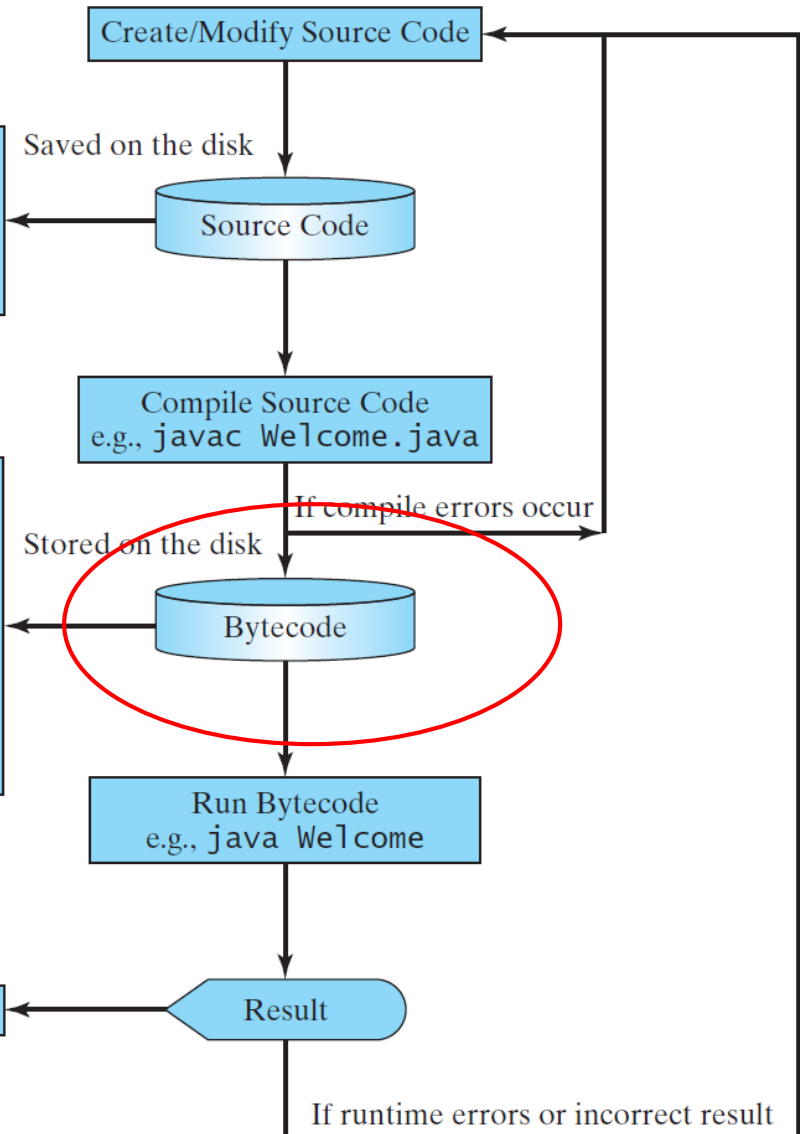 Create/Modify Source Code
Saved on the disk
Source Code
Compile Source Code
e.g., javac Welcome.java
If compile errors occur
Stored on the disk
Bytecode
Run Bytecode
e.g., java Welcome
Result
If runtime errors or incorrect result